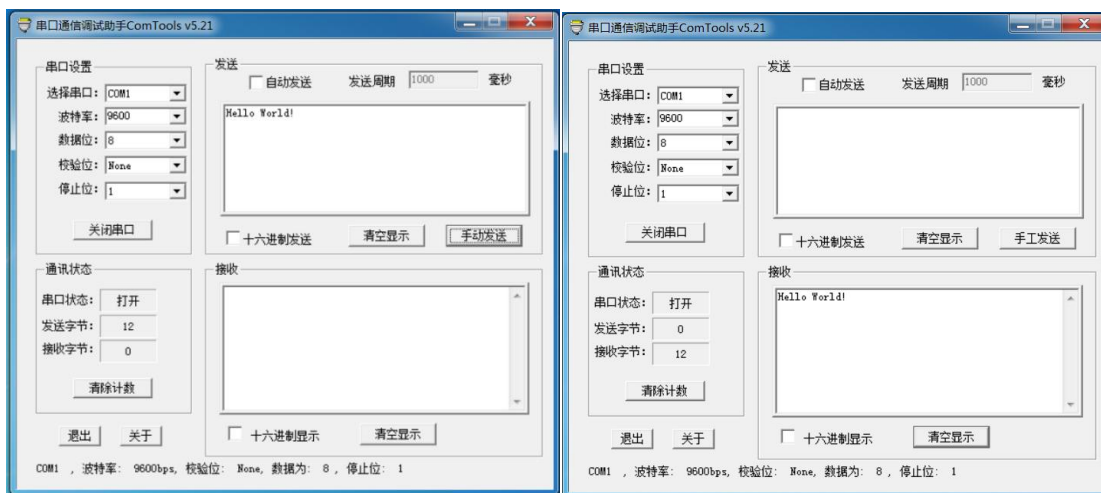 串口通信调试助手ComTools v5.21
串口设置
选择串口: COM1
波特率: 9600
数据位: 8
校验位: None
停止位: 1
关闭串口
发送
自动发送 发送周期 1000 毫秒
Hello World!
十六进制发送 清空显示 手动发送
通讯状态
串口状态: 打开
发送字节: 12
接收字节: 0
清除计数
接收
十六进制显示 清空显示
退出 关于
COM1 , 波特率: 9600bps, 校验位: None, 数据为: 8 , 停止位: 1
串口通信调试助手ComTools v5.21
串口设置
选择串口: COM1
波特率: 9600
数据位: 8
校验位: None
停止位: 1
关闭串口
发送
自动发送 发送周期 1000 毫秒
十六进制发送 清空显示 手工发送
通讯状态
串口状态: 打开
发送字节: 0
接收字节: 12
清除计数
接收
Hello World!
十六进制显示 清空显示
退出 关于
COM1 , 波特率: 9600bps, 校验位: None, 数据为: 8 , 停止位: 1